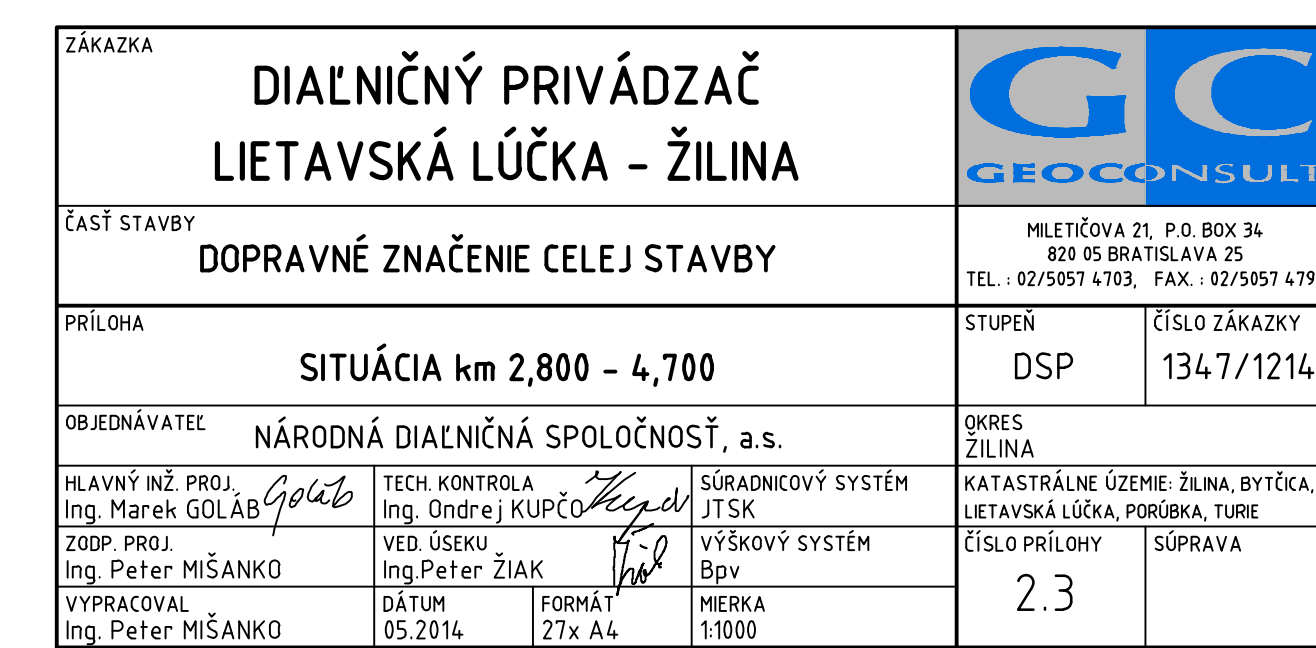 ZÁKAZKA
DIAĽNIČNÝ PRIVÁDZAČ
LIETAVSKÁ LÚČKA - ŽILINA
GC
GEOCONSULT
ČASŤ STAVBY
DOPRAVNÉ ZNAČENIE CELEJ STAVBY
MILETIČOVA 21, P.O. BOX 34
820 05 BRATISLAVA 25
TEL. : 02/5057 4703, FAX. : 02/5057 479
PRÍLOHA
SITUÁCIA km 2,800 - 4,700
STUPEŇ
DSP
ČÍSLO ZÁKAZKY
1347/1214
OBJEDNÁVATEĽ
NÁRODNÁ DIAĽNIČNÁ SPOLOČNOSŤ, a.s.
OKRES
ŽILINA
HLAVNÝ INŽ. PROJ.
Ing. Marek GOLÁB
Goláb
TECH. KONTROLA
Ing. Ondrej KUPČO
SÚRADNICOVÝ SYSTÉM
JTSK
KATASTRÁLNE ÚZEMIE: ŽILINA, BYTČICA,
LIETAVSKÁ LÚČKA, PORÚBKA, TURIE
ZODP. PROJ.
Ing. Peter MIŠANKO
VED. ÚSEKU
Ing.Peter ŽIAK
VÝŠKOVÝ SYSTÉM
Bpv
ČÍSLO PRÍLOHY
2.3
SÚPRAVA
VYPRACOVAL
Ing. Peter MIŠANKO
DÁTUM
05.2014
FORMÁT
27x A4
MIERKA
1:1000